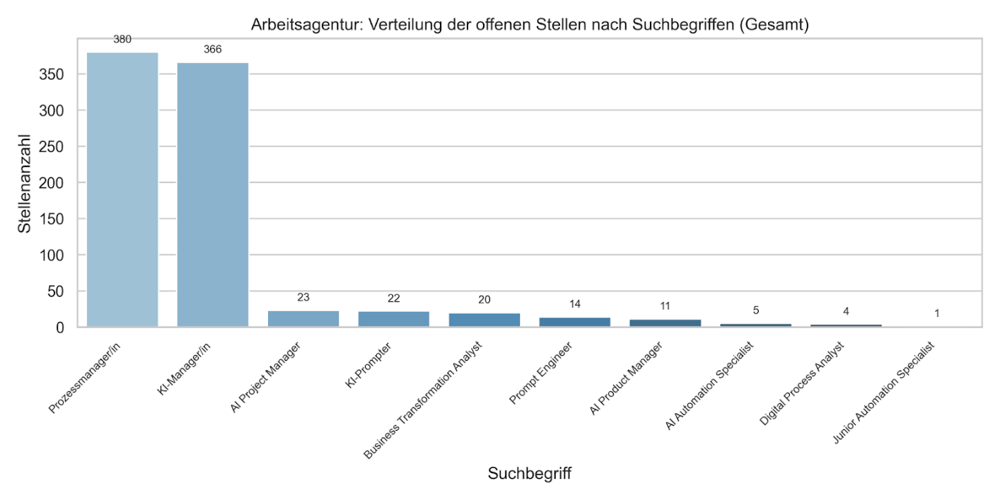 Arbeitsagentur: Verteilung der offenen Stellen nach Suchbegriffen (Gesamt)
Stellenanzahl
350
300
250
200
150
100
50
0
380
366
23
22
20
14
11
5
4
1
Prozessmanager/in
KI-Manager/in
AI Project Manager
KI-Prompter
Business Transformation Analyst
Prompt Engineer
AI Product Manager
AI Automation Specialist
Digital Process Analyst
Junior Automation Specialist
Suchbegriff